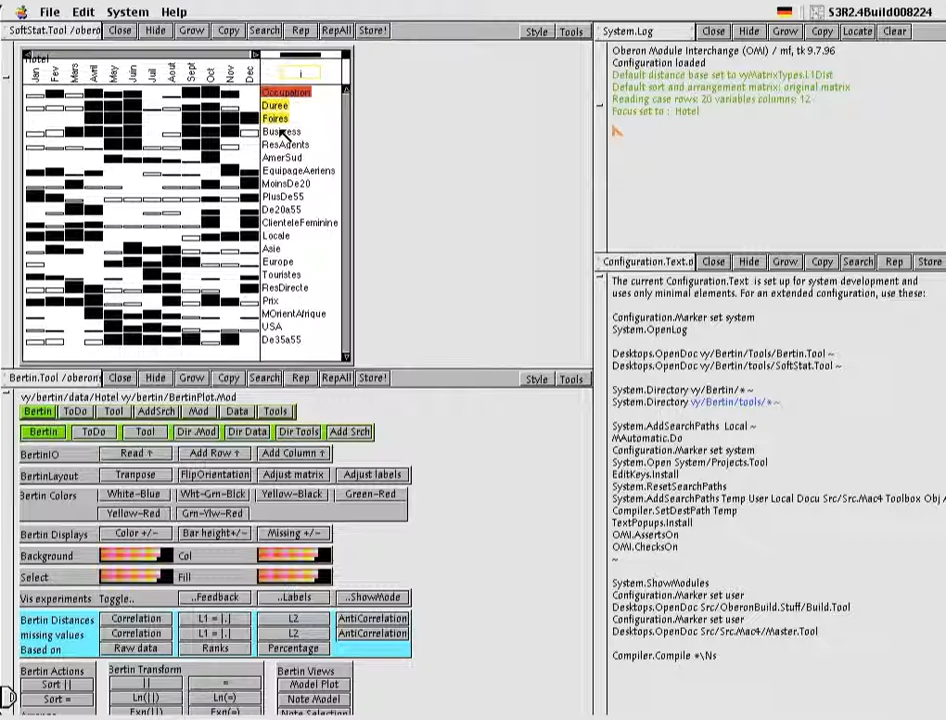 File Edit System Help
S3R2.4Build008224
SoftStat.Tool /obero Close Hide Grow Copy Search Rep RepAll Store! Style Tools
Hotel
Jan Fev Mars Avril May Juin Juil Aout Sept Oct Nov Dec
Occupation
Duree
Foires
Business
ResAgents
AmerSud
EquipageAeriens
MoinsDe20
PlusDe55
De20a55
ClienteleFeminine
Locale
Asie
Europe
Touristes
ResDirecte
Prix
MOrientAfrique
USA
De35a55
Bertin.Tool /oberon Close Hide Grow Copy Search Rep RepAll Store! Style Tools
vy/bertin/data/Hotel vy/bertin/BertinPlot.Mod
Bertin ToDo Tool AddSrch Mod Data Tools
Bertin ToDo Tool Dir .Mod Dir Data Dir Tools Add Srch
BertinIO Read ↑ Add Row ↑ Add Column ↑
BertinLayout Tranpose FlipOrientation Adjust matrix Adjust labels
Bertin Colors White-Blue Wht-Grn-Blck Yellow-Black Green-Red
Yellow-Red Grn-Ylw-Red
Bertin Displays Color +/- Bar height+/- Missing +/-
Background Col
Select Fill
Vis experiments Toggle.. ..Feedback ..Labels ..ShowMode
Bertin Distances Correlation L1 = |.| L2 AntiCorrelation
missing values Correlation L1 = |.| L2 AntiCorrelation
Based on Raw data Ranks Percentage
Bertin Actions Bertin Transform Bertin Views
Sort || || = Model Plot
Sort = Ln(||) Ln(=) Note Model
Exp(||) Exp(=) Note Selection
System.Log Close Hide Grow Copy Locate Clear
Oberon Module Interchange (OMI) / mf, tk 9.7.96
Configuration loaded
Default distance base set to vyMatrixTypes.L1Dist
Default sort and arrangement matrix: original matrix
Reading case rows: 20 variables columns: 12
Focus set to : Hotel
Configuration.Text.o Close Hide Grow Copy Search Rep Store
The current Configuration.Text is set up for system development and
uses only minimal elements. For an extended configuration, use these:
Configuration.Marker set system
System.OpenLog
Desktops.OpenDoc vy/Bertin/Tools/Bertin.Tool ~
Desktops.OpenDoc vy/Bertin/tools/SoftStat.Tool ~
System.Directory vy/Bertin/* ~
System.Directory vy/Bertin/tools/* ~
System.AddSearchPaths Local ~
MAutomatic.Do
Configuration.Marker set system
System.Open System/Projects.Tool
EditKeys.Install
System.ResetSearchPaths
System.AddSearchPaths Temp User Local Docu Src/Src.Mac4 Toolbox Obj
Compiler.SetDestPath Temp
TextPopups.Install
OMI.AssertsOn
OMI.ChecksOn
~
System.ShowModules
Configuration.Marker set user
Desktops.OpenDoc Src/OberonBuild.Stuff/Build.Tool
Configuration.Marker set user
Desktops.OpenDoc Src/Src.Mac4/Master.Tool
Compiler.Compile *\Ns